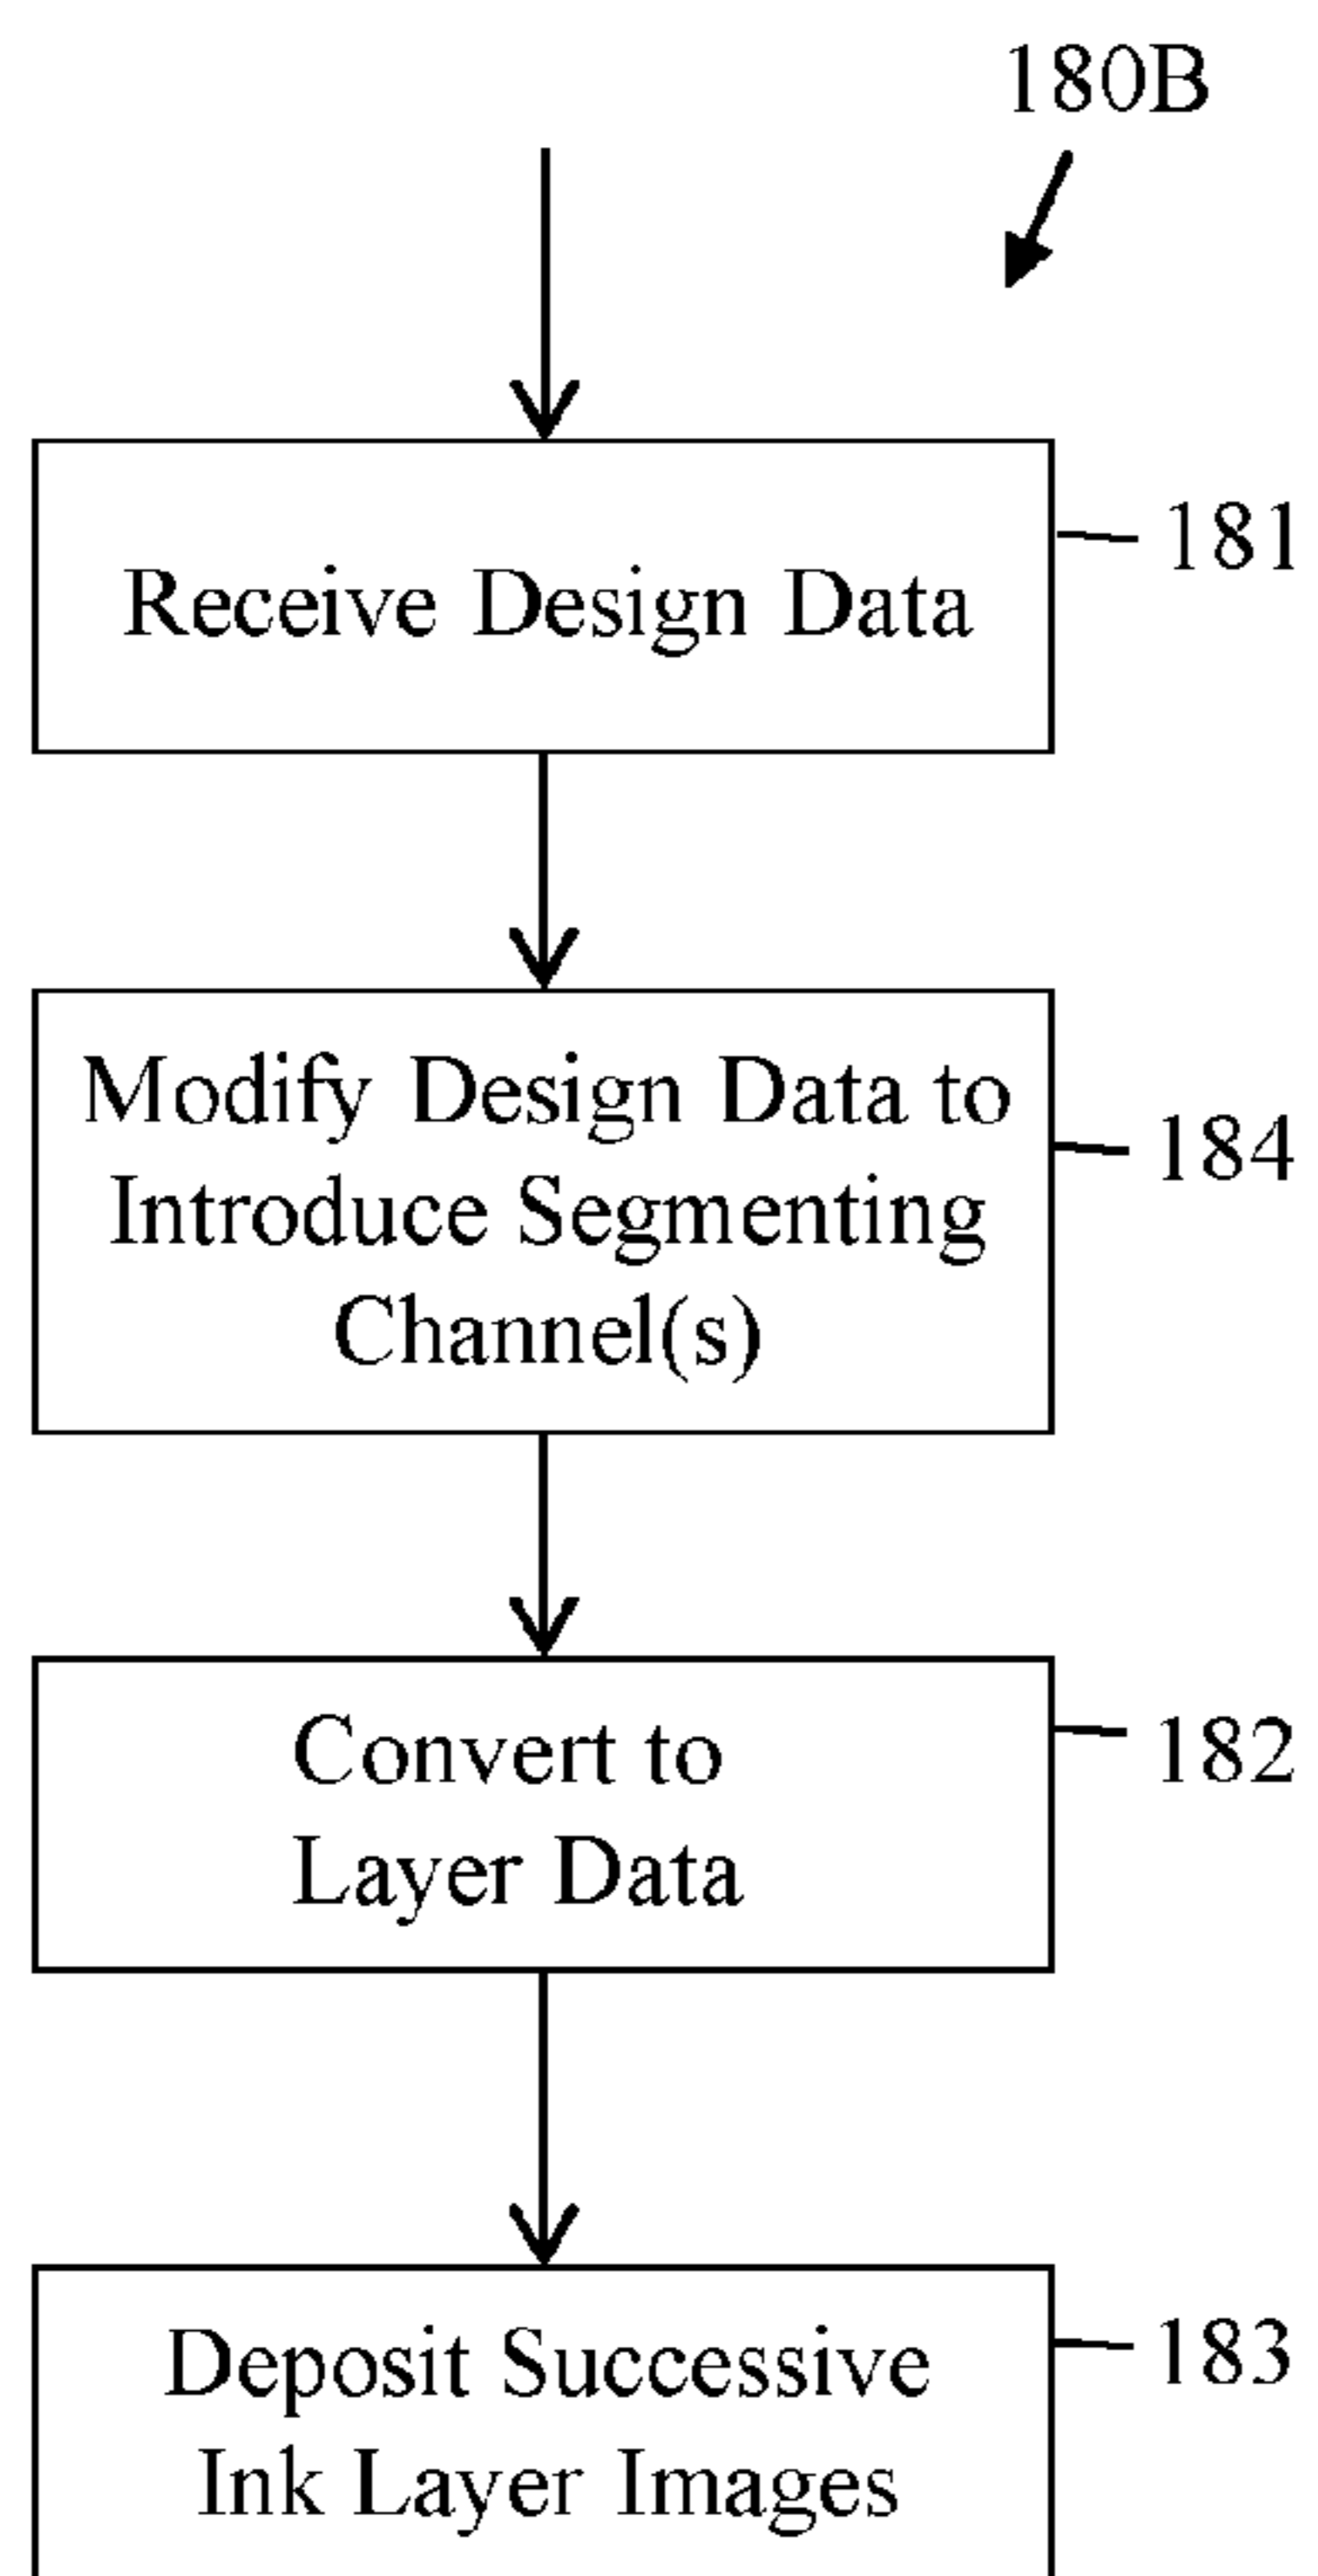 180B
Receive Design Data
181
Modify Design Data to
Introduce Segmenting
Channel(s)
184
Convert to
Layer Data
182
Deposit Successive
Ink Layer Images
183